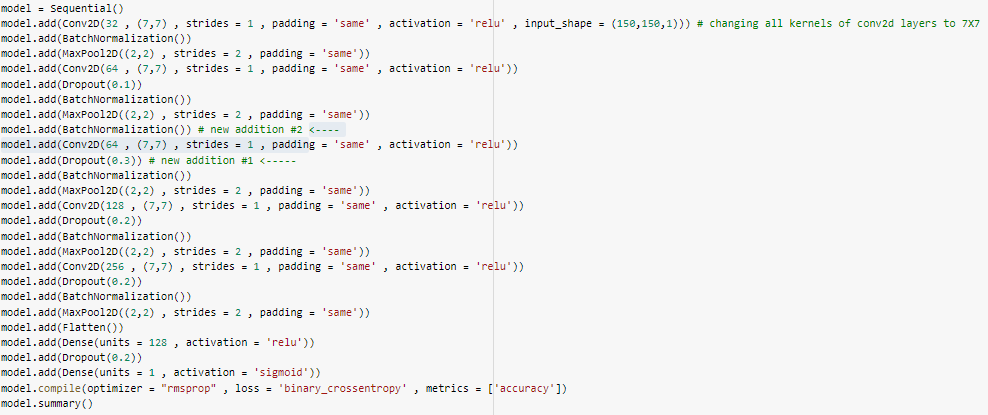 model = Sequential()
model.add(Conv2D(32 , (7,7) , strides = 1 , padding = 'same' , activation = 'relu' , input_shape = (150,150,1))) # changing all kernels of conv2d layers to 7X7
model.add(BatchNormalization())
model.add(MaxPool2D((2,2) , strides = 2 , padding = 'same'))
model.add(Conv2D(64 , (7,7) , strides = 1 , padding = 'same' , activation = 'relu'))
model.add(Dropout(0.1))
model.add(BatchNormalization())
model.add(MaxPool2D((2,2) , strides = 2 , padding = 'same'))
model.add(BatchNormalization()) # new addition #2 <----
model.add(Conv2D(64 , (7,7) , strides = 1 , padding = 'same' , activation = 'relu'))
model.add(Dropout(0.3)) # new addition #1 <-----
model.add(BatchNormalization())
model.add(MaxPool2D((2,2) , strides = 2 , padding = 'same'))
model.add(Conv2D(128 , (7,7) , strides = 1 , padding = 'same' , activation = 'relu'))
model.add(Dropout(0.2))
model.add(BatchNormalization())
model.add(MaxPool2D((2,2) , strides = 2 , padding = 'same'))
model.add(Conv2D(256 , (7,7) , strides = 1 , padding = 'same' , activation = 'relu'))
model.add(Dropout(0.2))
model.add(BatchNormalization())
model.add(MaxPool2D((2,2) , strides = 2 , padding = 'same'))
model.add(Flatten())
model.add(Dense(units = 128 , activation = 'relu'))
model.add(Dropout(0.2))
model.add(Dense(units = 1 , activation = 'sigmoid'))
model.compile(optimizer = "rmsprop" , loss = 'binary_crossentropy' , metrics = ['accuracy'])
model.summary()